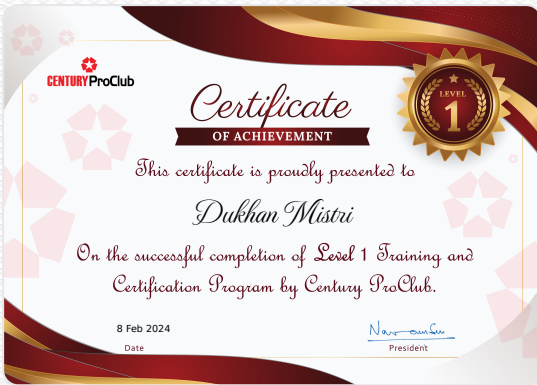 CENTURY ProClub
Certificate
OF ACHIEVEMENT
LEVEL
1
This certificate is proudly presented to
Dukhan Mistri
On the successful completion of Level 1 Training and
Certification Program by Century ProClub.
8 Feb 2024
Date
President